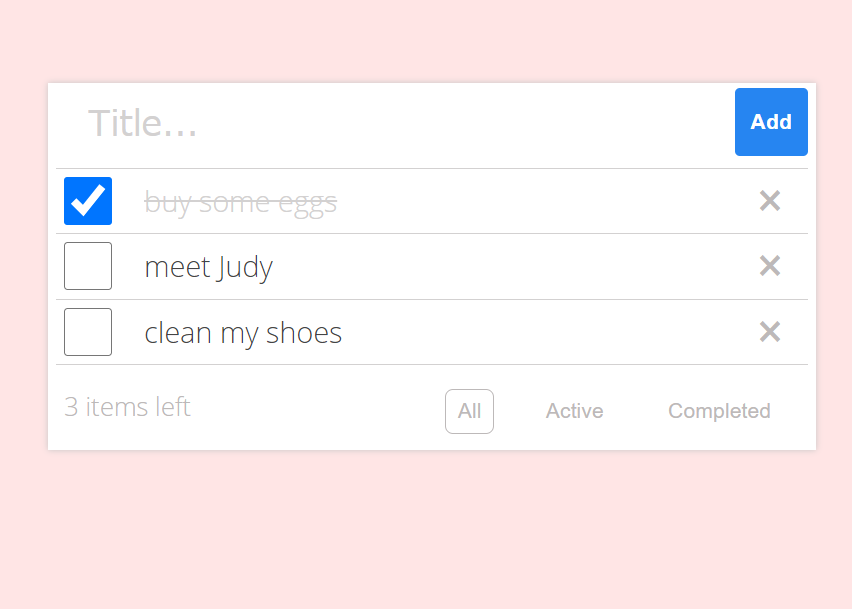 Title... Add
buy some eggs ×
meet Judy ×
clean my shoes ×
3 items left All Active Completed